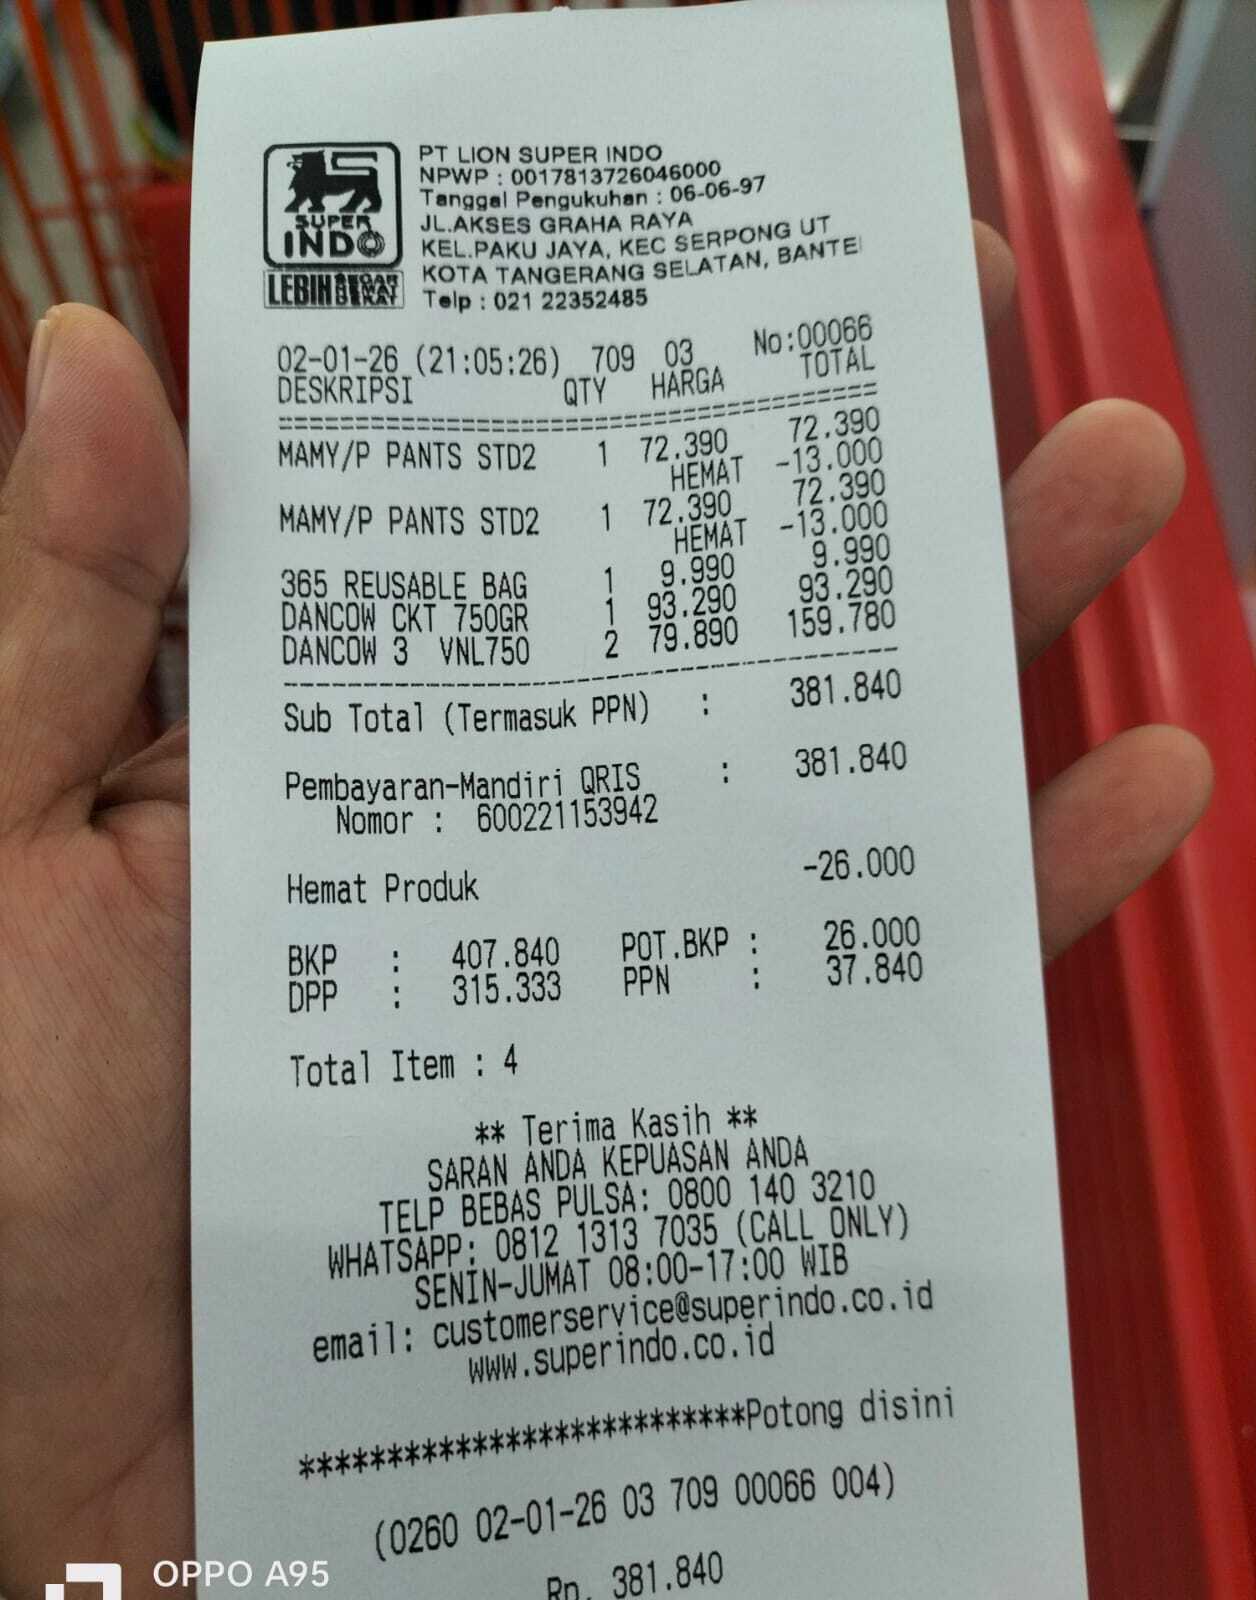 SUPER
INDO
LEBIH SEGAR HEMAT DEKAT
PT LION SUPER INDO
NPWP : 0017813726046000
Tanggal Pengukuhan : 06-06-97
JL.AKSES GRAHA RAYA
KEL.PAKU JAYA, KEC SERPONG UT
KOTA TANGERANG SELATAN, BANTE
Telp : 021 22352485
02-01-26 (21:05:26) 709 03 No:00066
DESKRIPSI QTY HARGA TOTAL
MAMY/P PANTS STD2 1 72.390 72.390
HEMAT -13.000
MAMY/P PANTS STD2 1 72.390 72.390
HEMAT -13.000
365 REUSABLE BAG 1 9.990 9.990
DANCOW CKT 750GR 1 93.290 93.290
DANCOW 3 VNL750 2 79.890 159.780
Sub Total (Termasuk PPN) : 381.840
Pembayaran-Mandiri QRIS : 381.840
Nomor : 600221153942
Hemat Produk -26.000
BKP : 407.840 POT.BKP : 26.000
DPP : 315.333 PPN : 37.840
Total Item : 4
** Terima Kasih **
SARAN ANDA KEPUASAN ANDA
TELP BEBAS PULSA: 0800 140 3210
WHATSAPP: 0812 1313 7035 (CALL ONLY)
SENIN-JUMAT 08:00-17:00 WIB
email: customerservice@superindo.co.id
www.superindo.co.id
**************************Potong disini
(0260 02-01-26 03 709 00066 004)
Rp. 381.840
OPPO A95